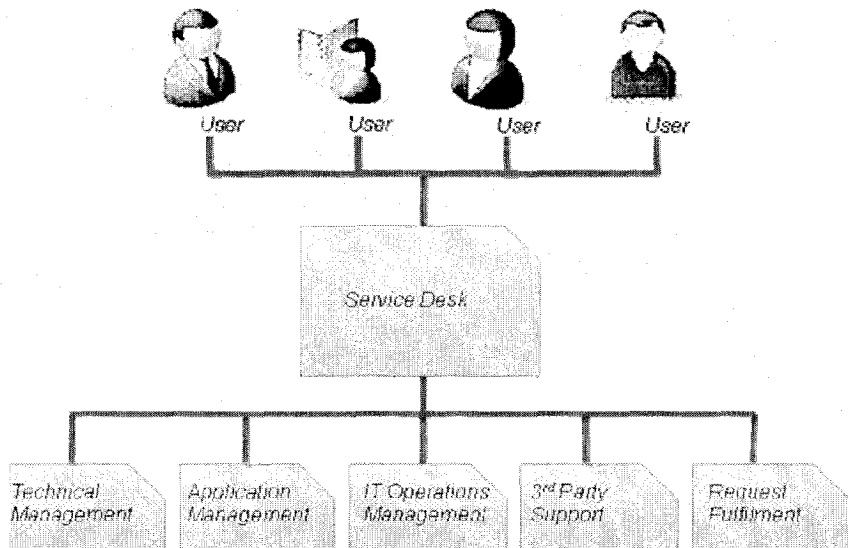 User
User
User
User
Service Desk
Technical
Management
Application
Management
IT Operations
Management
3rd Party
Support
Request
Fulfilment